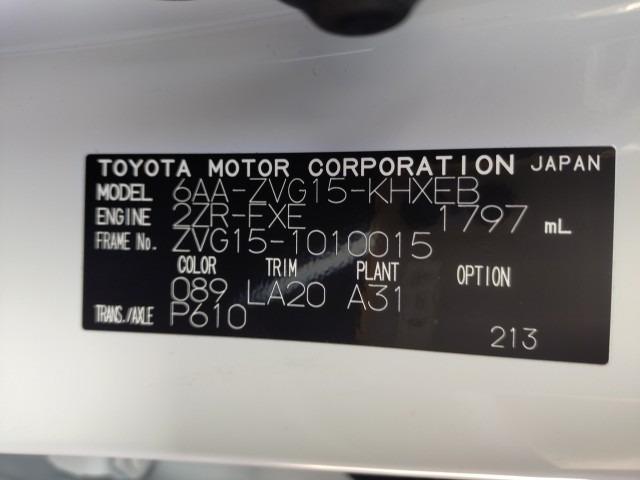 TOYOTA MOTOR CORPORATION JAPAN
MODEL 6AA-ZVG15-KHXEB
ENGINE 2ZR-FXE 1797 mL
FRAME No. ZVG15-1010015
COLOR TRIM PLANT OPTION
089 LA20 A31
TRANS./AXLE P610
213